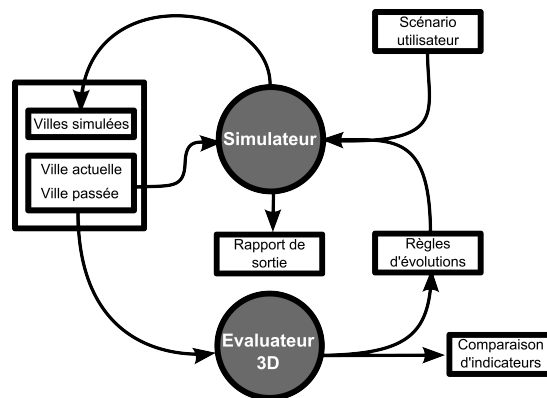 Scénario
utilisateur
Villes simulées
Simulateur
Ville actuelle
Ville passée
Rapport de
sortie
Règles
d'évolutions
Evaluateur
3D
Comparaison
d'indicateurs